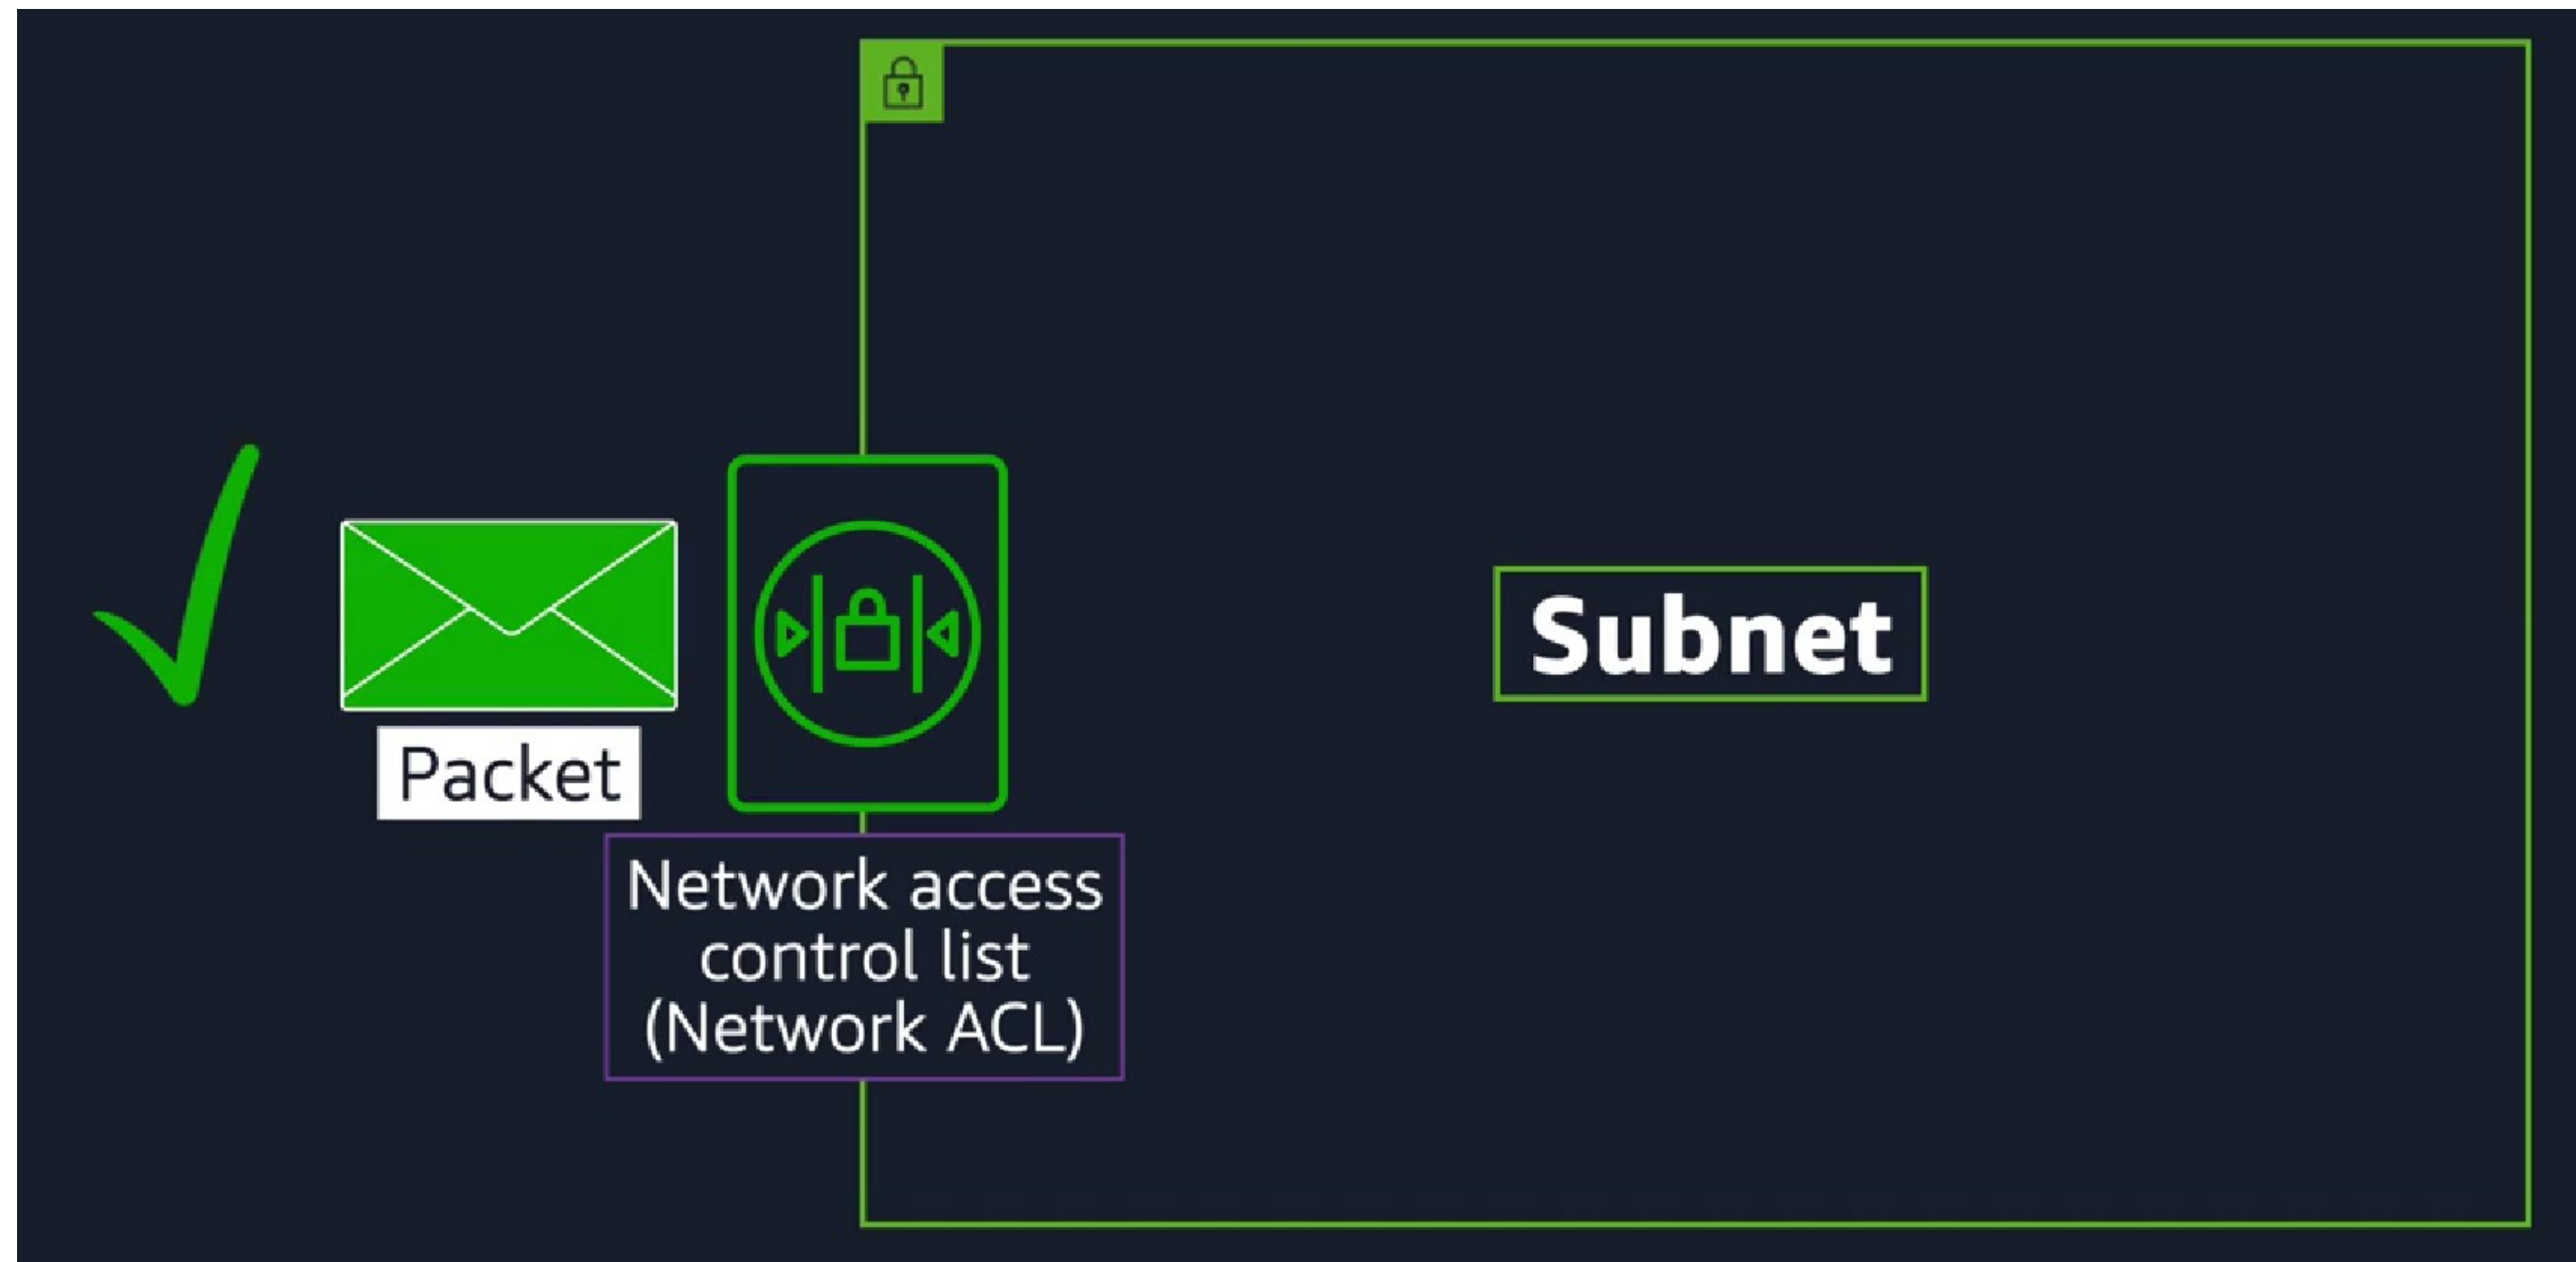 Packet
Subnet
Network access
control list
(Network ACL)